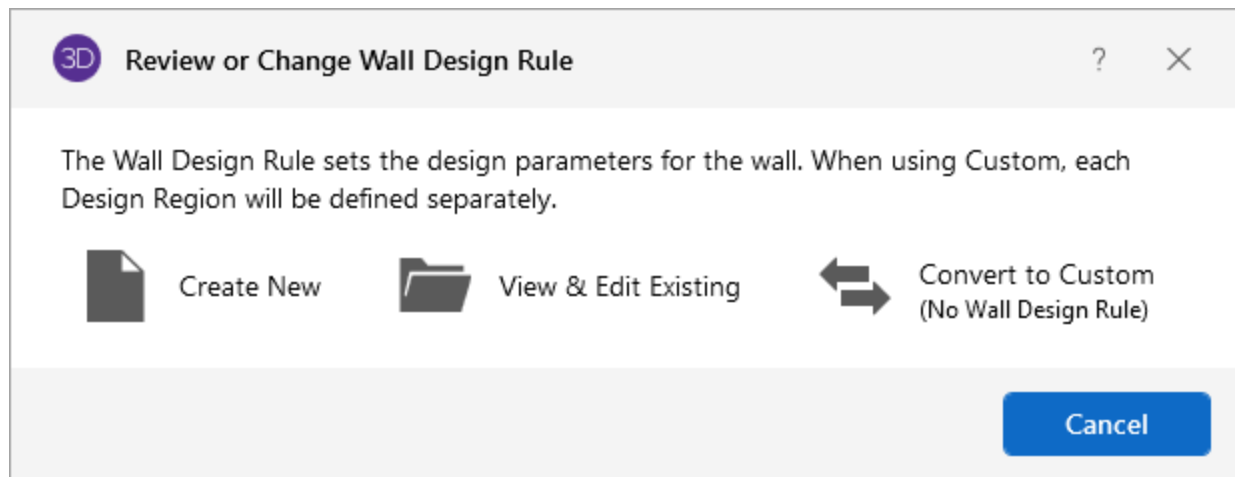 3D Review or Change Wall Design Rule ?
The Wall Design Rule sets the design parameters for the wall. When using Custom, each
Design Region will be defined separately.
Create New
View & Edit Existing
Convert to Custom
(No Wall Design Rule)
Cancel